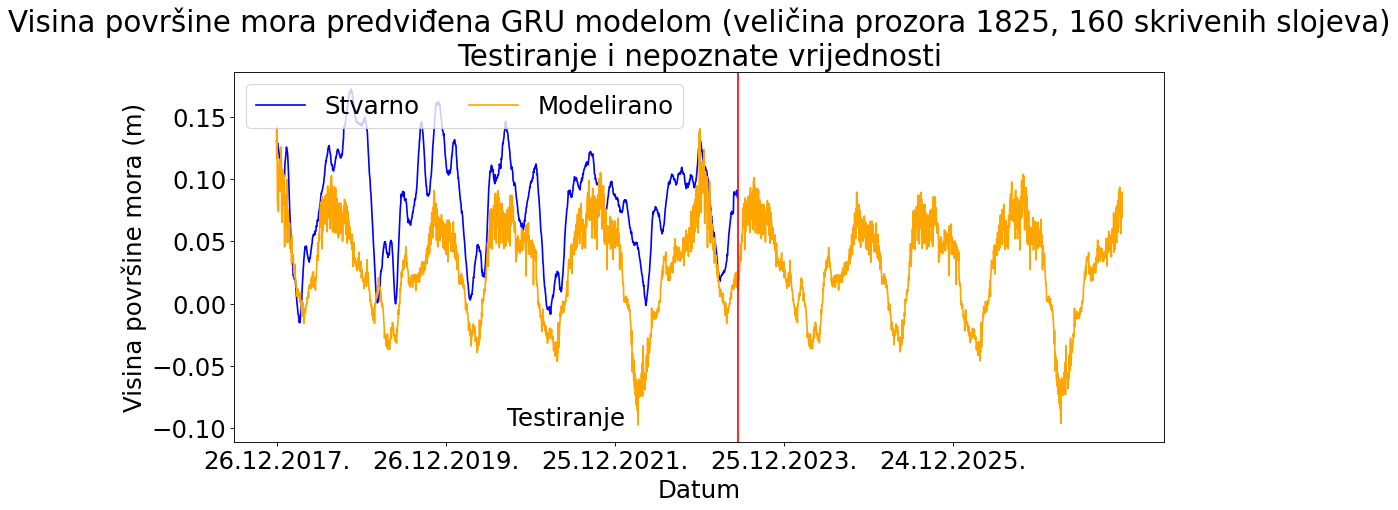 Visina površine mora predviđena GRU modelom (veličina prozora 1825, 160 skrivenih slojeva)
Testiranje i nepoznate vrijednosti
Stvarno Modelirano
Visina površine mora (m)
0.15
0.10
0.05
0.00
−0.05
−0.10
Testiranje
26.12.2017. 26.12.2019. 25.12.2021. 25.12.2023. 24.12.2025.
Datum